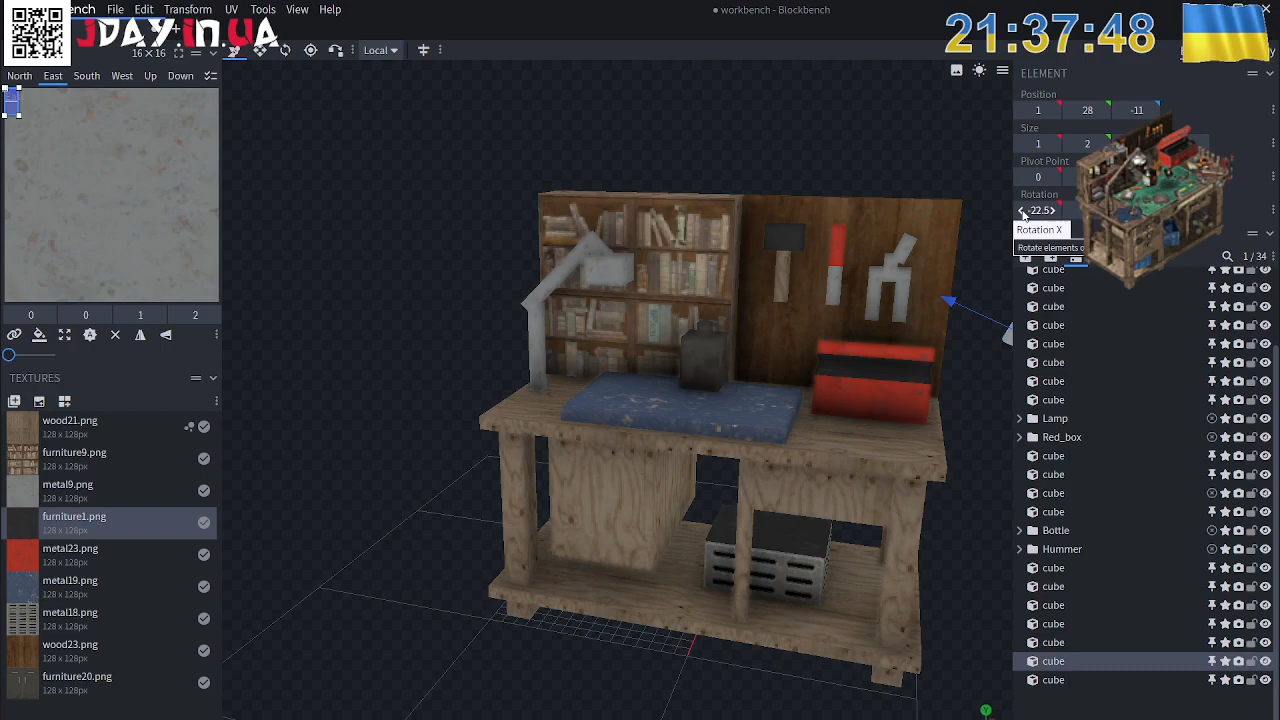 bench File Edit Transform UV Tools View Help
workbench - Blockbench
JDAY.in.UA
21:37:48
16 × 16
Local
North East South West Up Down
0 0 1 2
TEXTURES
wood21.png
128 x 128px
furniture9.png
128 x 128px
metal9.png
128 x 128px
furniture1.png
128 x 128px
metal23.png
128 x 128px
metal19.png
128 x 128px
metal18.png
128 x 128px
wood23.png
128 x 128px
furniture20.png
128 x 128px
ELEMENT
Position
1 28 -11
Size
1 2
Pivot Point
0
Rotation
-22.5
Rotation X
Rotate elements o
1 / 34
cube
cube
cube
cube
cube
cube
cube
cube
Lamp
Red_box
cube
cube
cube
cube
Bottle
Hummer
cube
cube
cube
cube
cube
cube
cube